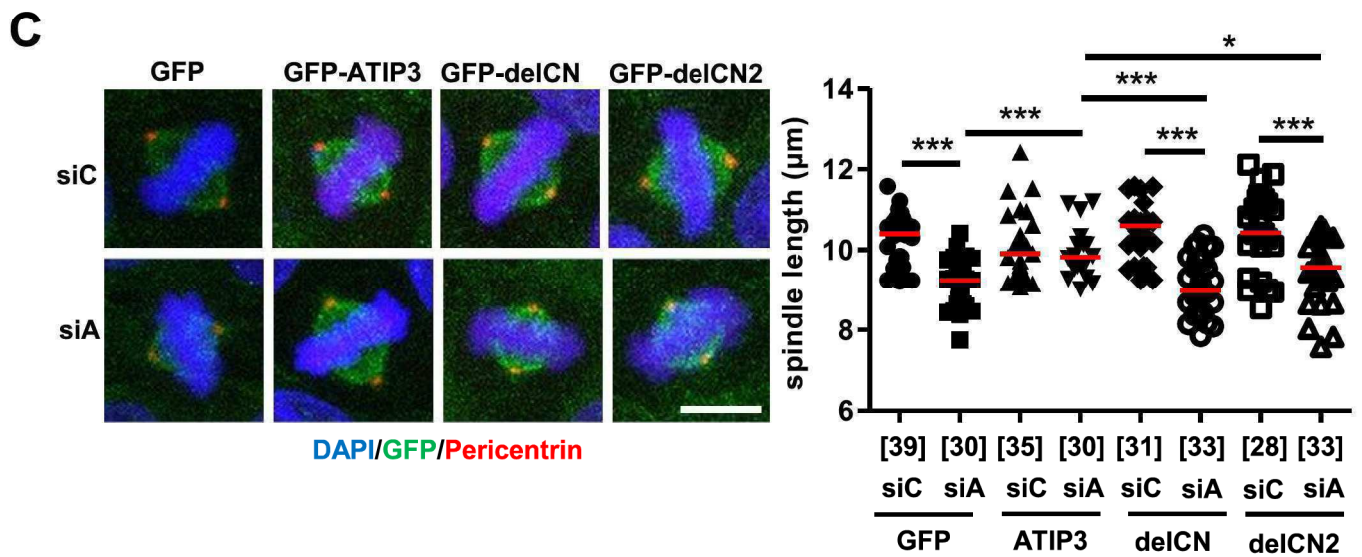 C
GFP GFP-ATIP3 GFP-delCN GFP-delCN2
siC
siA
DAPI/GFP/Pericentrin
spindle length (µm)
14
12
10
8
6
*** *** *** *** *** *
[39] [30] [35] [30] [31] [33] [28] [33]
siC siA siC siA siC siA siC siA
GFP ATIP3 delCN delCN2